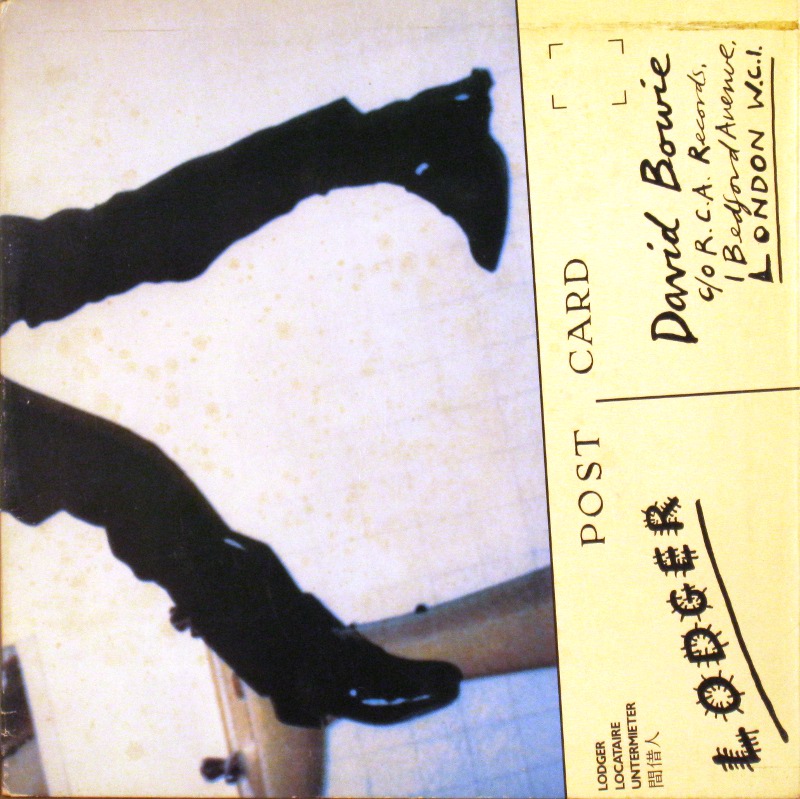 POST CARD
David Bowie
c/o R.C.A. Records,
1 Bedford Avenue,
LONDON W.C.1.
LODGER
LODGER
LOCATAIRE
UNTERMIETER
間借人